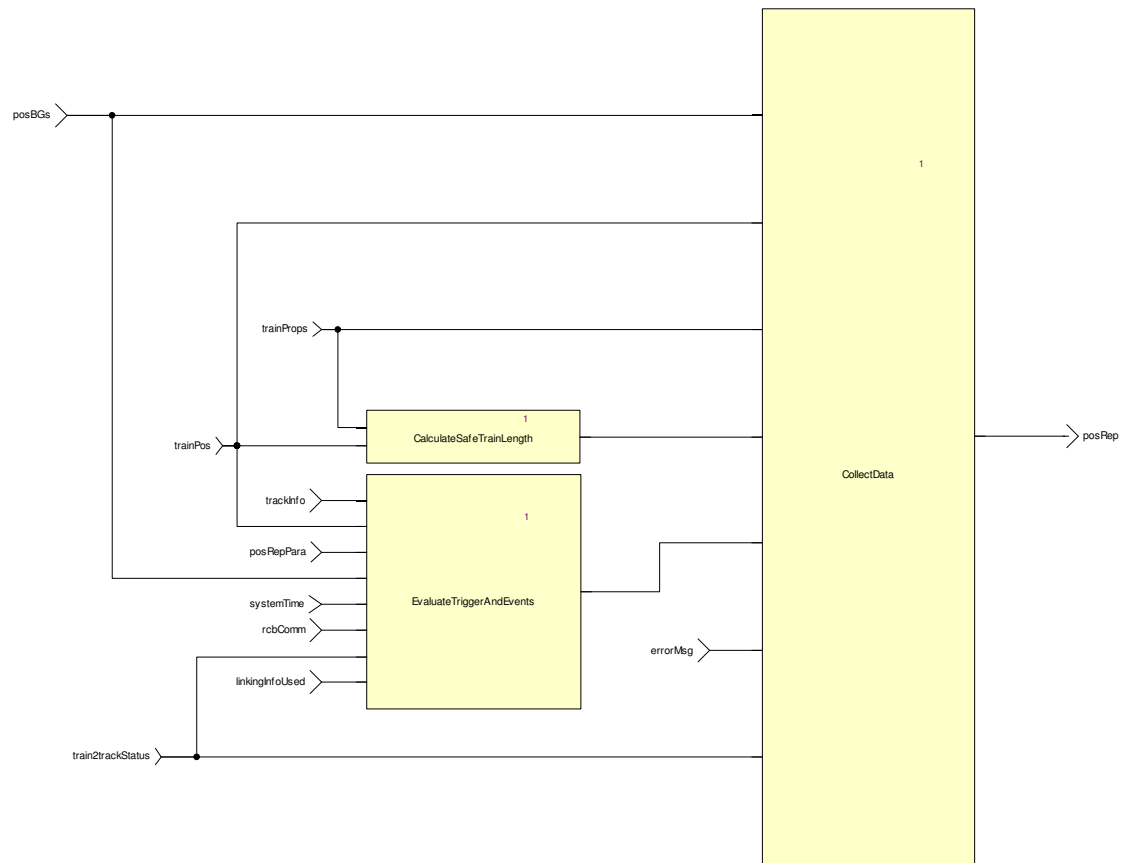 posBGs
1
trainProps
1
trainPos
CalculateSafeTrainLength
posRep
CollectData
trackInfo
1
posRepPara
systemTime
EvaluateTriggerAndEvents
rcbComm
errorMsg
linkingInfoUsed
train2trackStatus